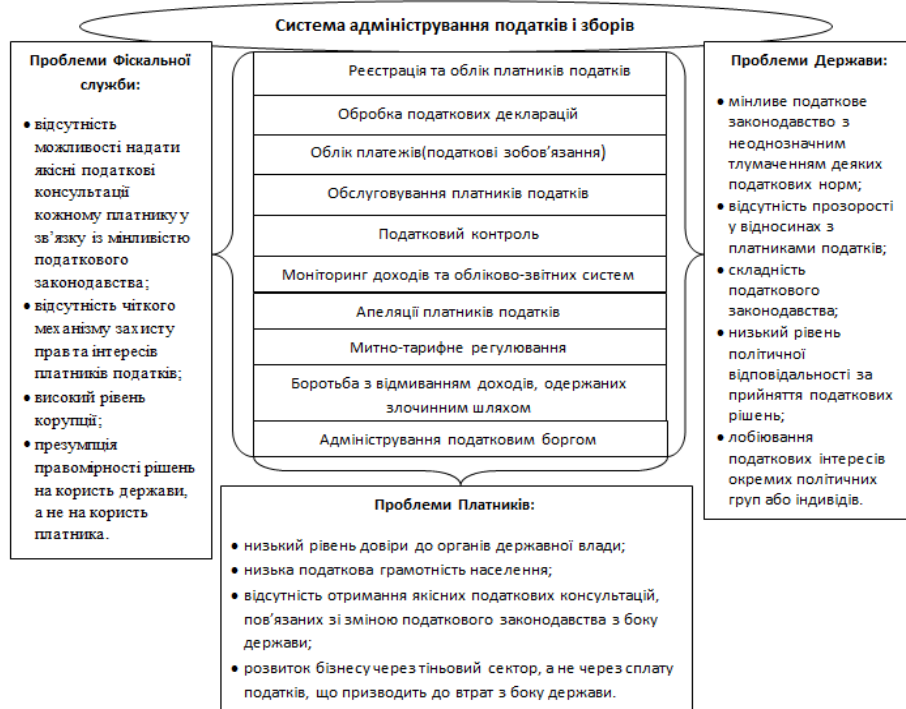 Система адміністрування податків і зборів
Проблеми Фіскальної
служби:
• відсутність
можливості надати
якісні податкові
консультації
кожному платнику у
зв’язку із мінливістю
податкового
законодавства;
• відсутність чіткого
механізму захисту
прав та інтересів
платників податків;
• високий рівень
корупції;
• презумпція
правомірності рішень
на користь держави,
а не на користь
платника.
Реєстрація та облік платників податків
Обробка податкових декларацій
Облік платежів(податкові зобов’язання)
Обслуговування платників податків
Податковий контроль
Моніторинг доходів та обліково-звітних систем
Апеляції платників податків
Митно-тарифне регулювання
Боротьба з відмиванням доходів, одержаних
злочинним шляхом
Адміністрування податковим боргом
Проблеми Держави:
• мінливе податкове
законодавство з
неоднозначним
тлумаченням деяких
податкових норм;
• відсутність прозорості
у відносинах з
платниками податків;
• складність
податкового
законодавства;
• низький рівень
політичної
відповідальності за
прийняття податкових
рішень;
• лобіювання
податкових інтересів
окремих політичних
груп або індивідів.
Проблеми Платників:
• низький рівень довіри до органів державної влади;
• низька податкова грамотність населення;
• відсутність отримання якісних податкових консультацій,
пов’язаних зі зміною податкового законодавства з боку
держави;
• розвиток бізнесу через тіньовий сектор, а не через сплату
податків, що призводить до втрат з боку держави.